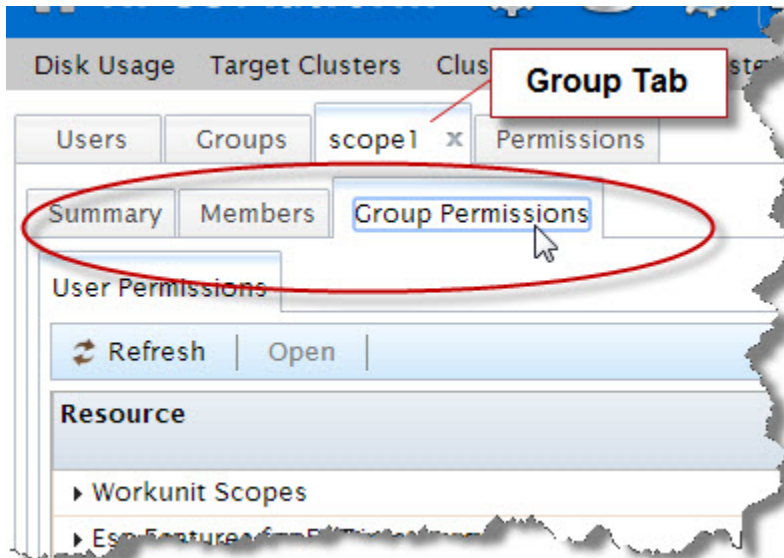 Disk Usage Target Clusters
Group Tab
Users Groups scope1 x Permissions
Summary Members Group Permissions
User Permissions
Refresh Open
Resource
Workunit Scopes